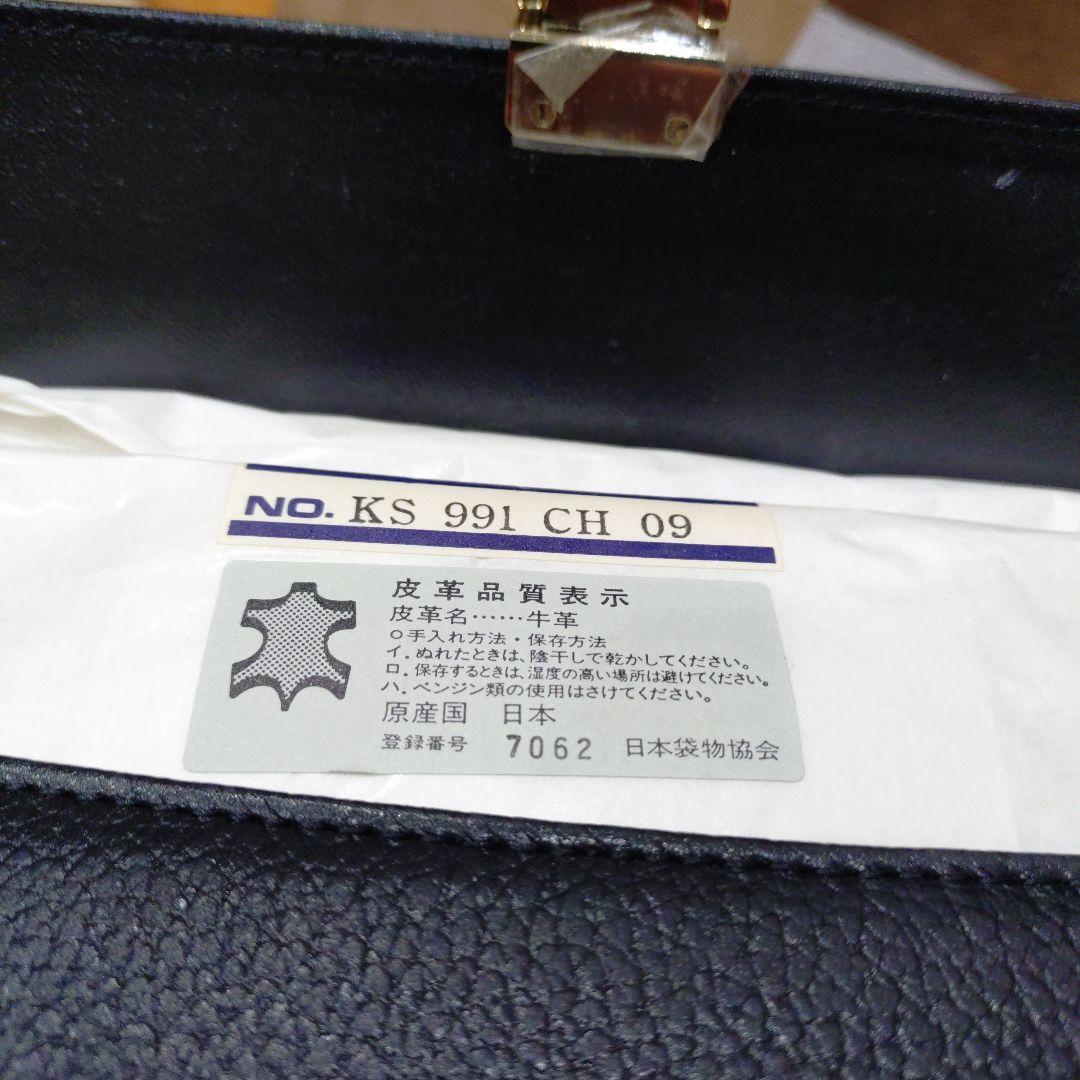 NO. KS 991 CH 09
皮革品質表示
皮革名……牛革
○手入れ方法・保存方法
イ．ぬれたときは、陰干しで乾かしてください。
ロ．保存するときは、湿度の高い場所は避けてください。
ハ．ベンジン類の使用はさけてください。
原産国 日本
登録番号 7062 日本袋物協会